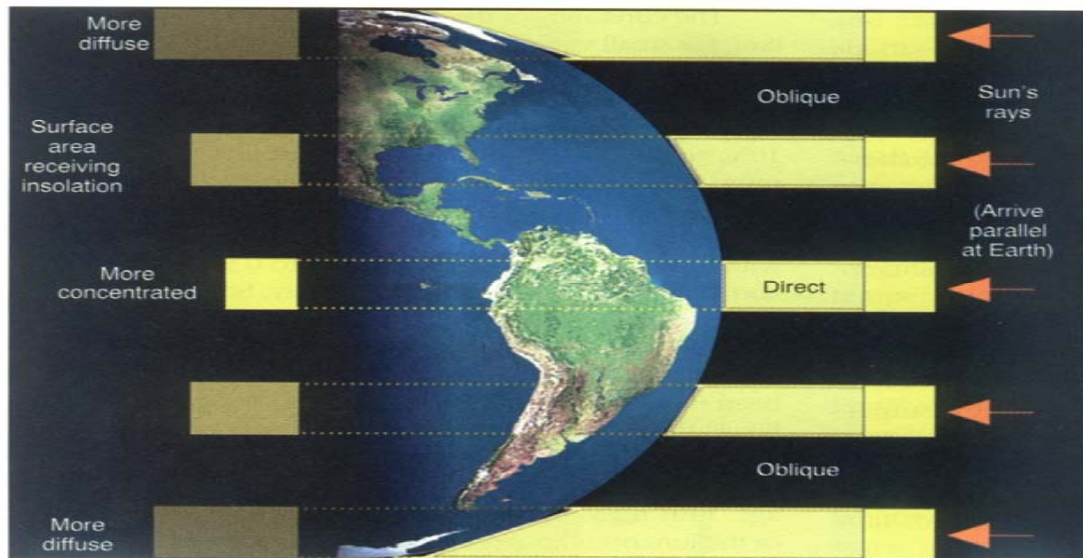 More
diffuse
Oblique
Sun's
rays
Surface
area
receiving
insolation
(Arrive
parallel
at Earth)
More
concentrated
Direct
Oblique
More
diffuse